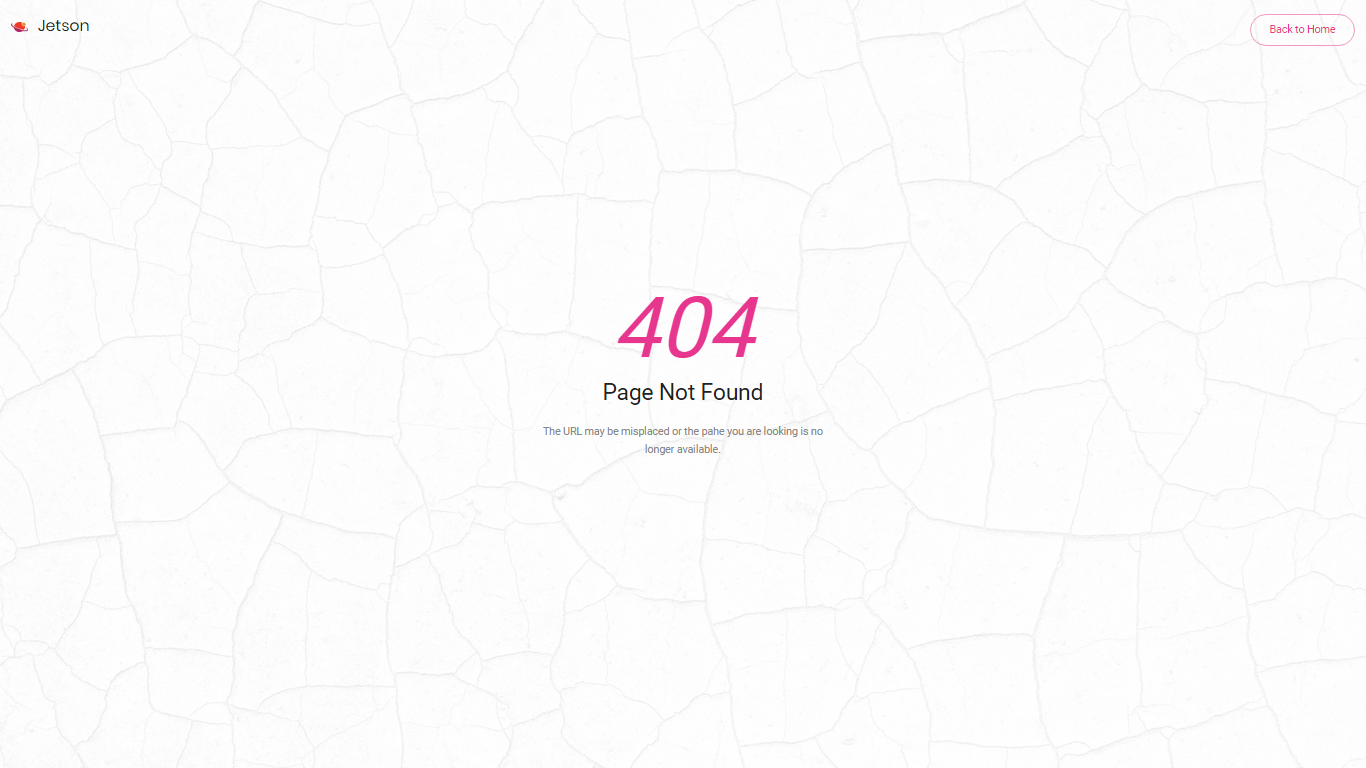 Jetson
Back to Home
404
Page Not Found
The URL may be misplaced or the pahe you are looking is no
longer available.